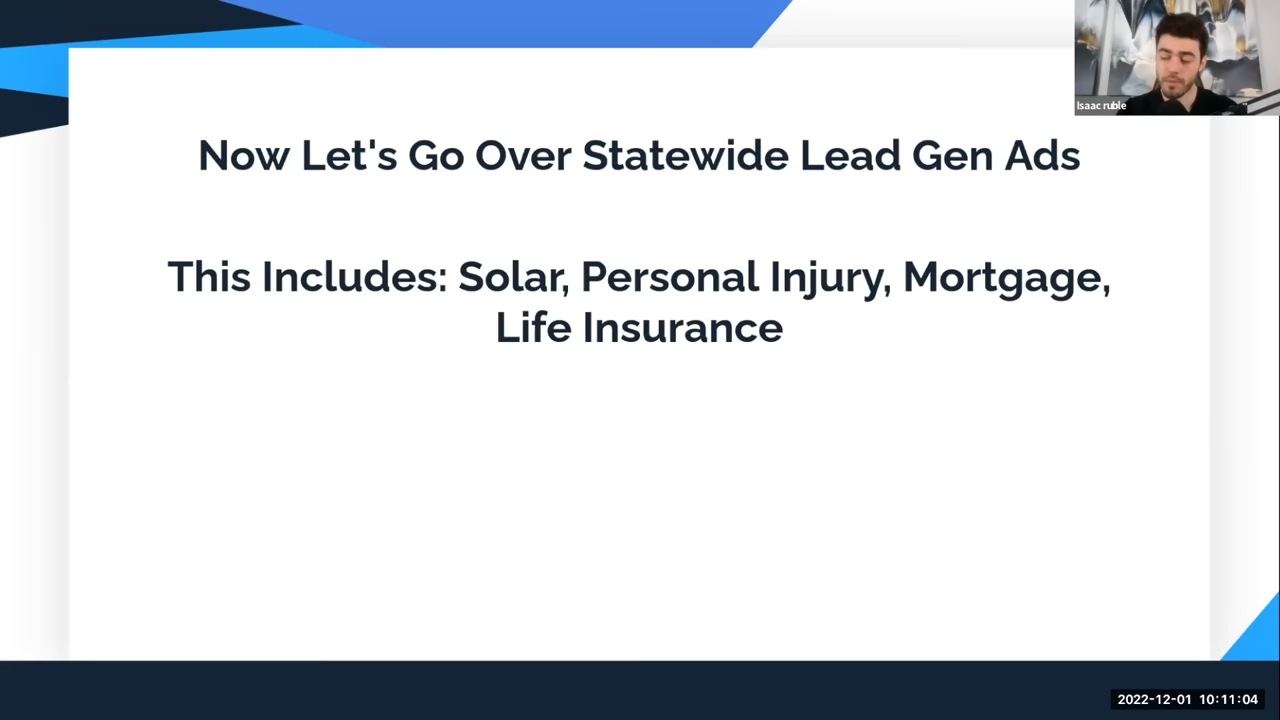 Isaac ruble
Now Let's Go Over Statewide Lead Gen Ads
This Includes: Solar, Personal Injury, Mortgage,
Life Insurance
2022-12-01 10:11:04